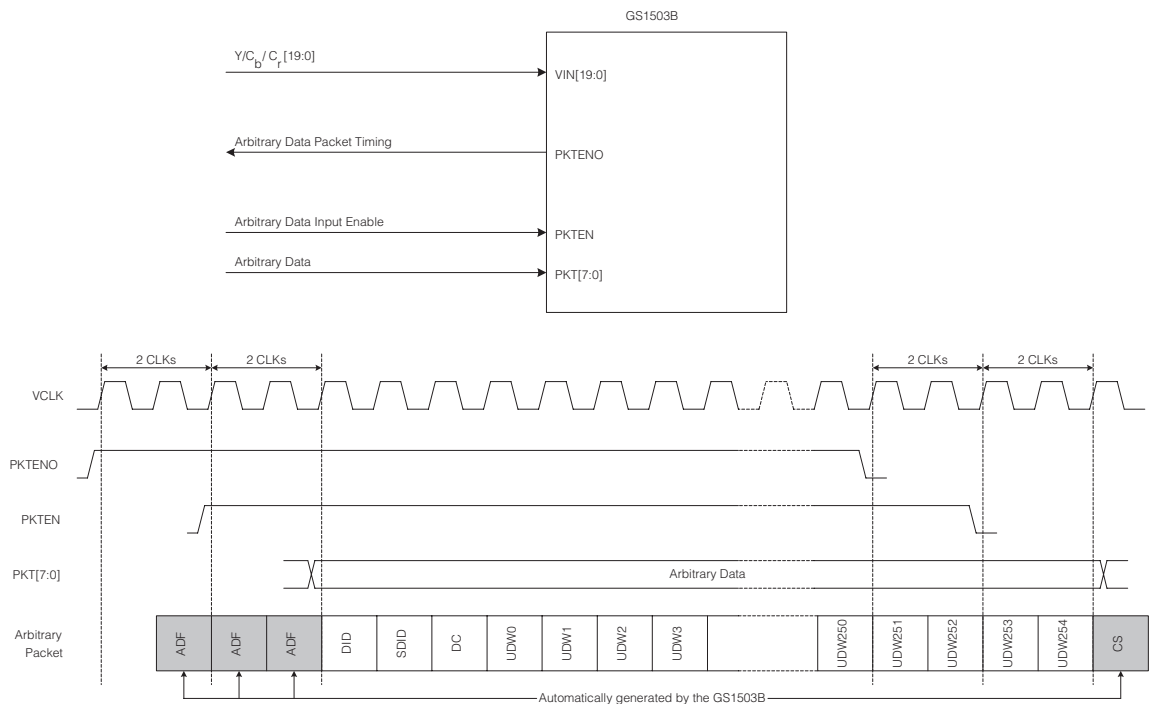 GS1503B
Y/Cb/Cr [19:0]
VIN[19:0]
Arbitrary Data Packet Timing
PKTENO
Arbitrary Data Input Enable
PKTEN
Arbitrary Data
PKT[7:0]
2 CLKs
2 CLKs
2 CLKs
2 CLKs
VCLK
PKTENO
PKTEN
PKT[7:0]
Arbitrary Data
Arbitrary
Packet
ADF
ADF
ADF
DID
SDID
DC
UDW0
UDW1
UDW2
UDW3
UDW250
UDW251
UDW252
UDW253
UDW254
CS
Automatically generated by the GS1503B